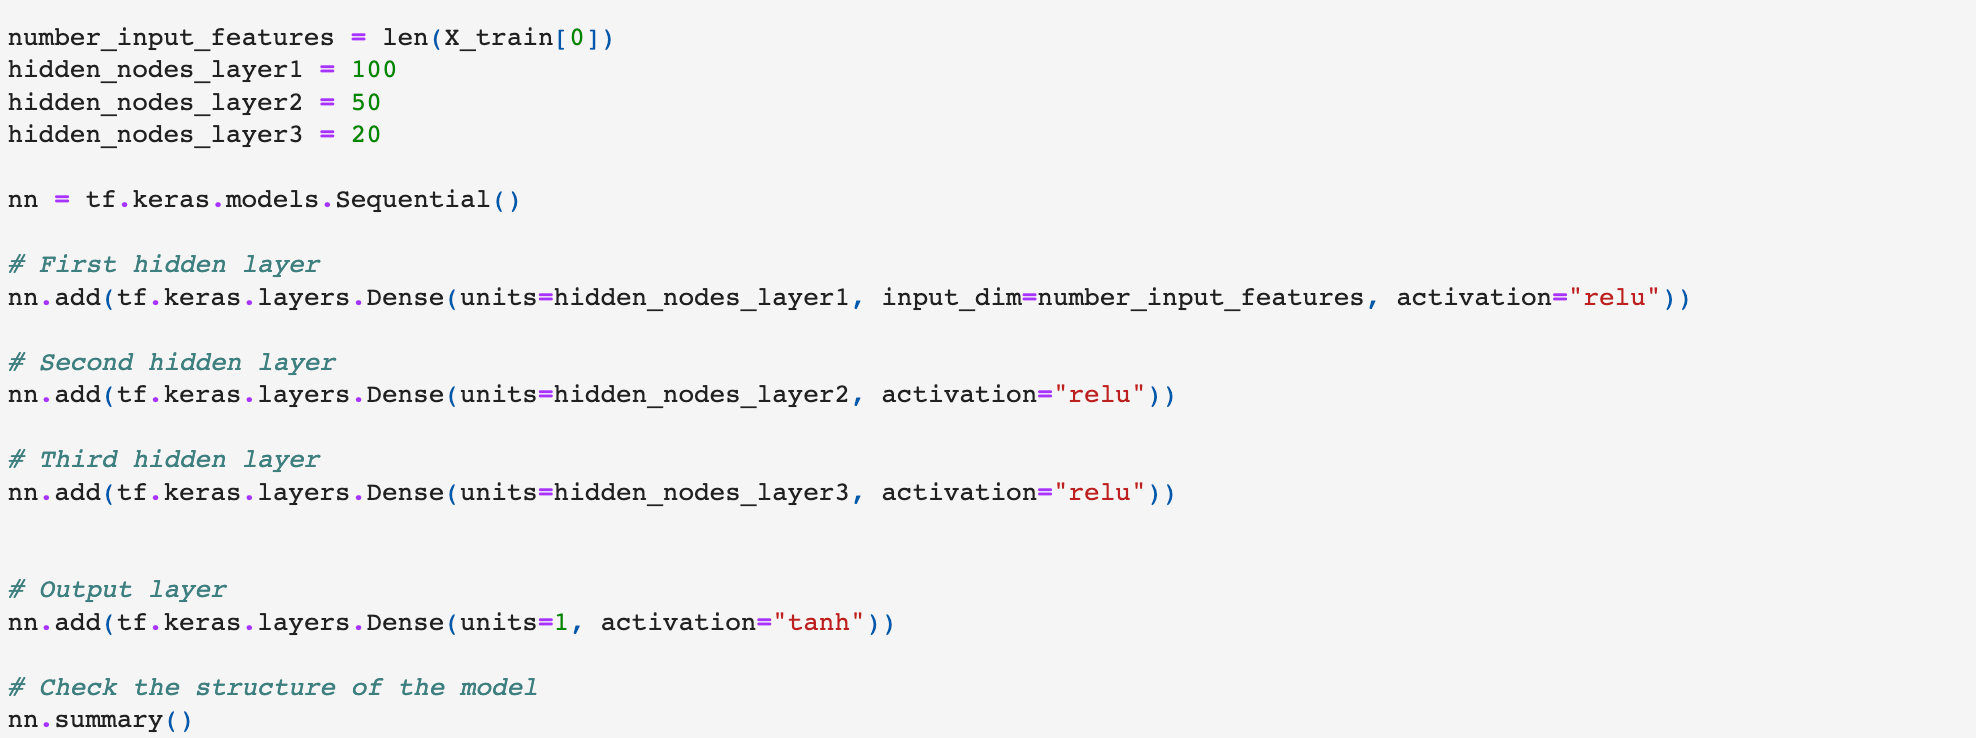 number_input_features = len(X_train[0])
hidden_nodes_layer1 = 100
hidden_nodes_layer2 = 50
hidden_nodes_layer3 = 20
nn = tf.keras.models.Sequential()
# First hidden layer
nn.add(tf.keras.layers.Dense(units=hidden_nodes_layer1, input_dim=number_input_features, activation="relu"))
# Second hidden layer
nn.add(tf.keras.layers.Dense(units=hidden_nodes_layer2, activation="relu"))
# Third hidden layer
nn.add(tf.keras.layers.Dense(units=hidden_nodes_layer3, activation="relu"))
# Output layer
nn.add(tf.keras.layers.Dense(units=1, activation="tanh"))
# Check the structure of the model
nn.summary()